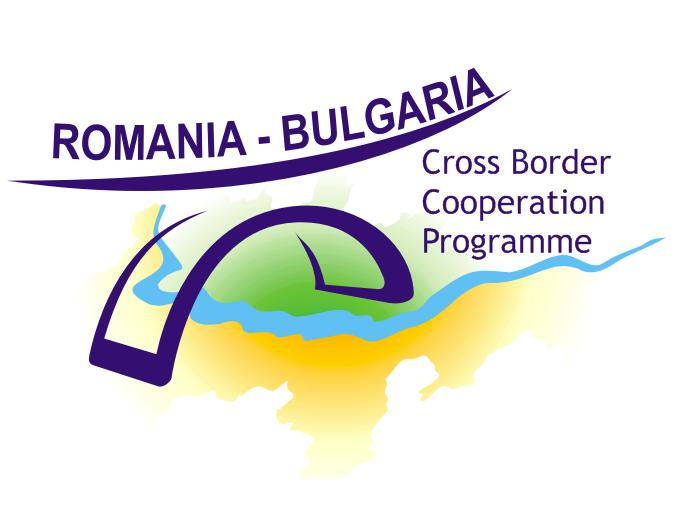 ROMANIA - BULGARIA
Cross Border
Cooperation
Programme